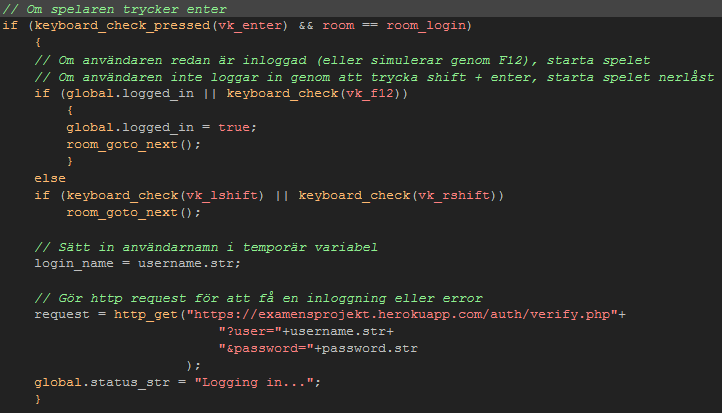 // Om spelaren trycker enter
if (keyboard_check_pressed(vk_enter) && room == room_login)
{
// Om användaren redan är inloggad (eller simulerar genom F12), starta spelet
// Om användaren inte loggar in genom att trycka shift + enter, starta spelet nerlåst
if (global.logged_in || keyboard_check(vk_f12))
{
global.logged_in = true;
room_goto_next();
}
else
if (keyboard_check(vk_lshift) || keyboard_check(vk_rshift))
room_goto_next();
// Sätt in användarnamn i temporär variabel
login_name = username.str;
// Gör http request för att få en inloggning eller error
request = http_get("https://examensprojekt.herokuapp.com/auth/verify.php"+
"?user="+username.str+
"&password="+password.str
);
global.status_str = "Logging in...";
}